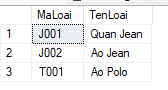 MaLoai TenLoai
1 J001 Quan Jean
2 J002 Ao Jean
3 T001 Ao Polo